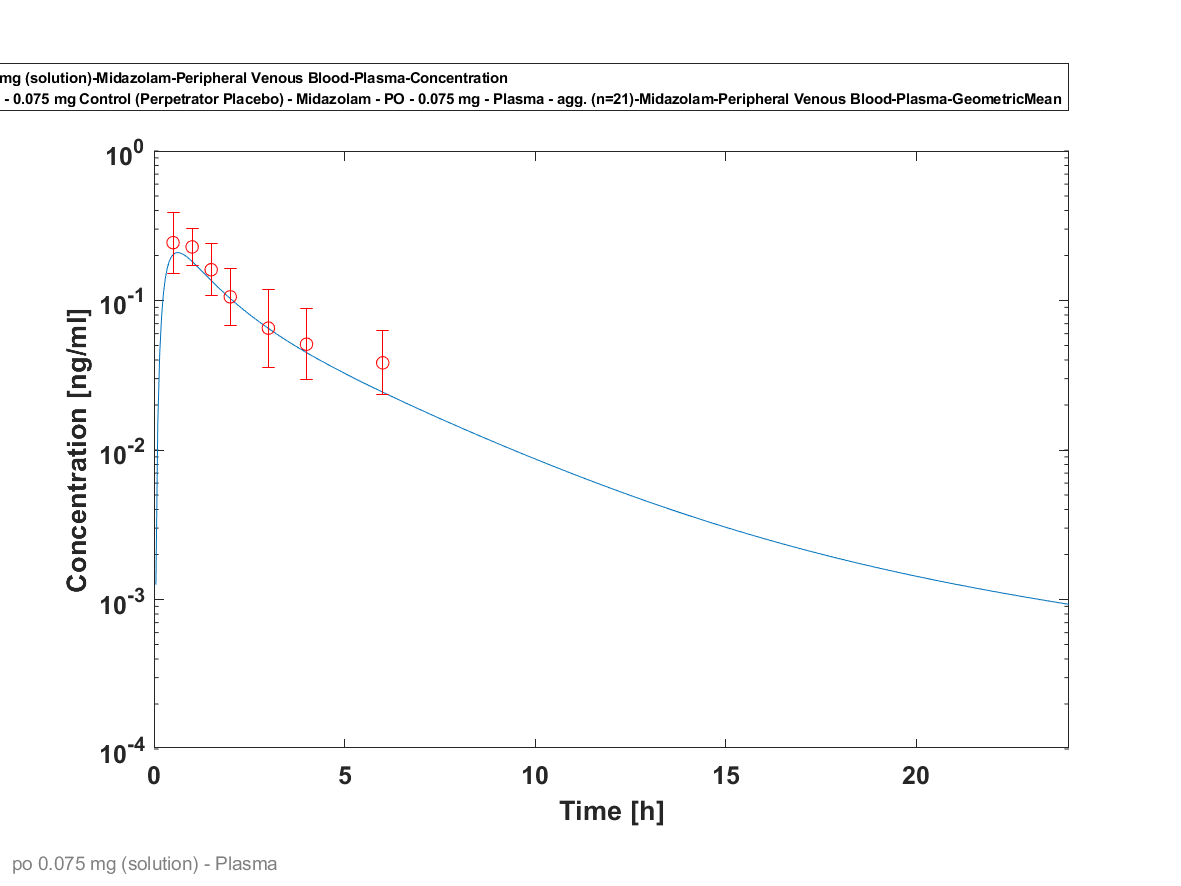 mg (solution)-Midazolam-Peripheral Venous Blood-Plasma-Concentration
- 0.075 mg Control (Perpetrator Placebo) - Midazolam - PO - 0.075 mg - Plasma - agg. (n=21)-Midazolam-Peripheral Venous Blood-Plasma-GeometricMean
10^0
10^-1
10^-2
10^-3
10^-4
Concentration [ng/ml]
0 5 10 15 20
Time [h]
po 0.075 mg (solution) - Plasma